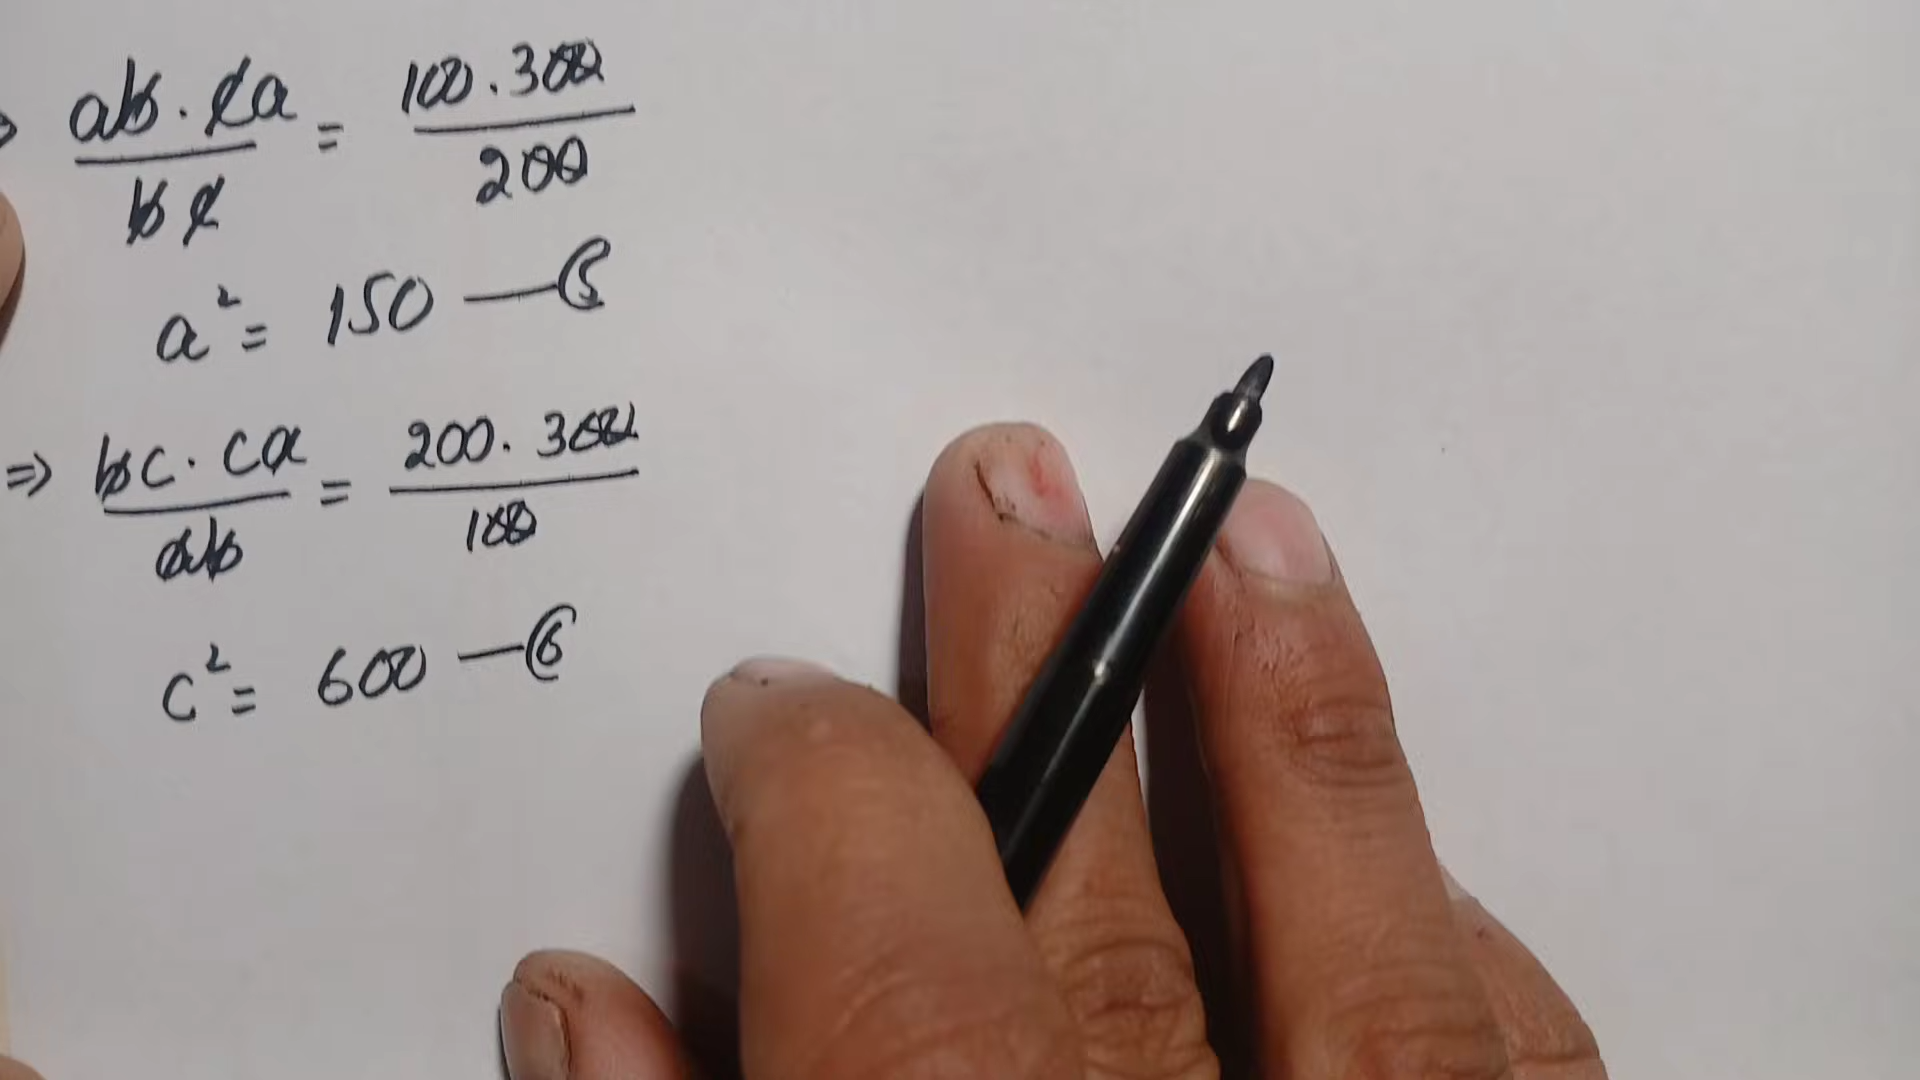 ⇒ ab · ca / bc = 100 . 300 / 200
a² = 150 — ⑤
⇒ bc · ca / ab = 200 . 300 / 100
c² = 600 — ⑥